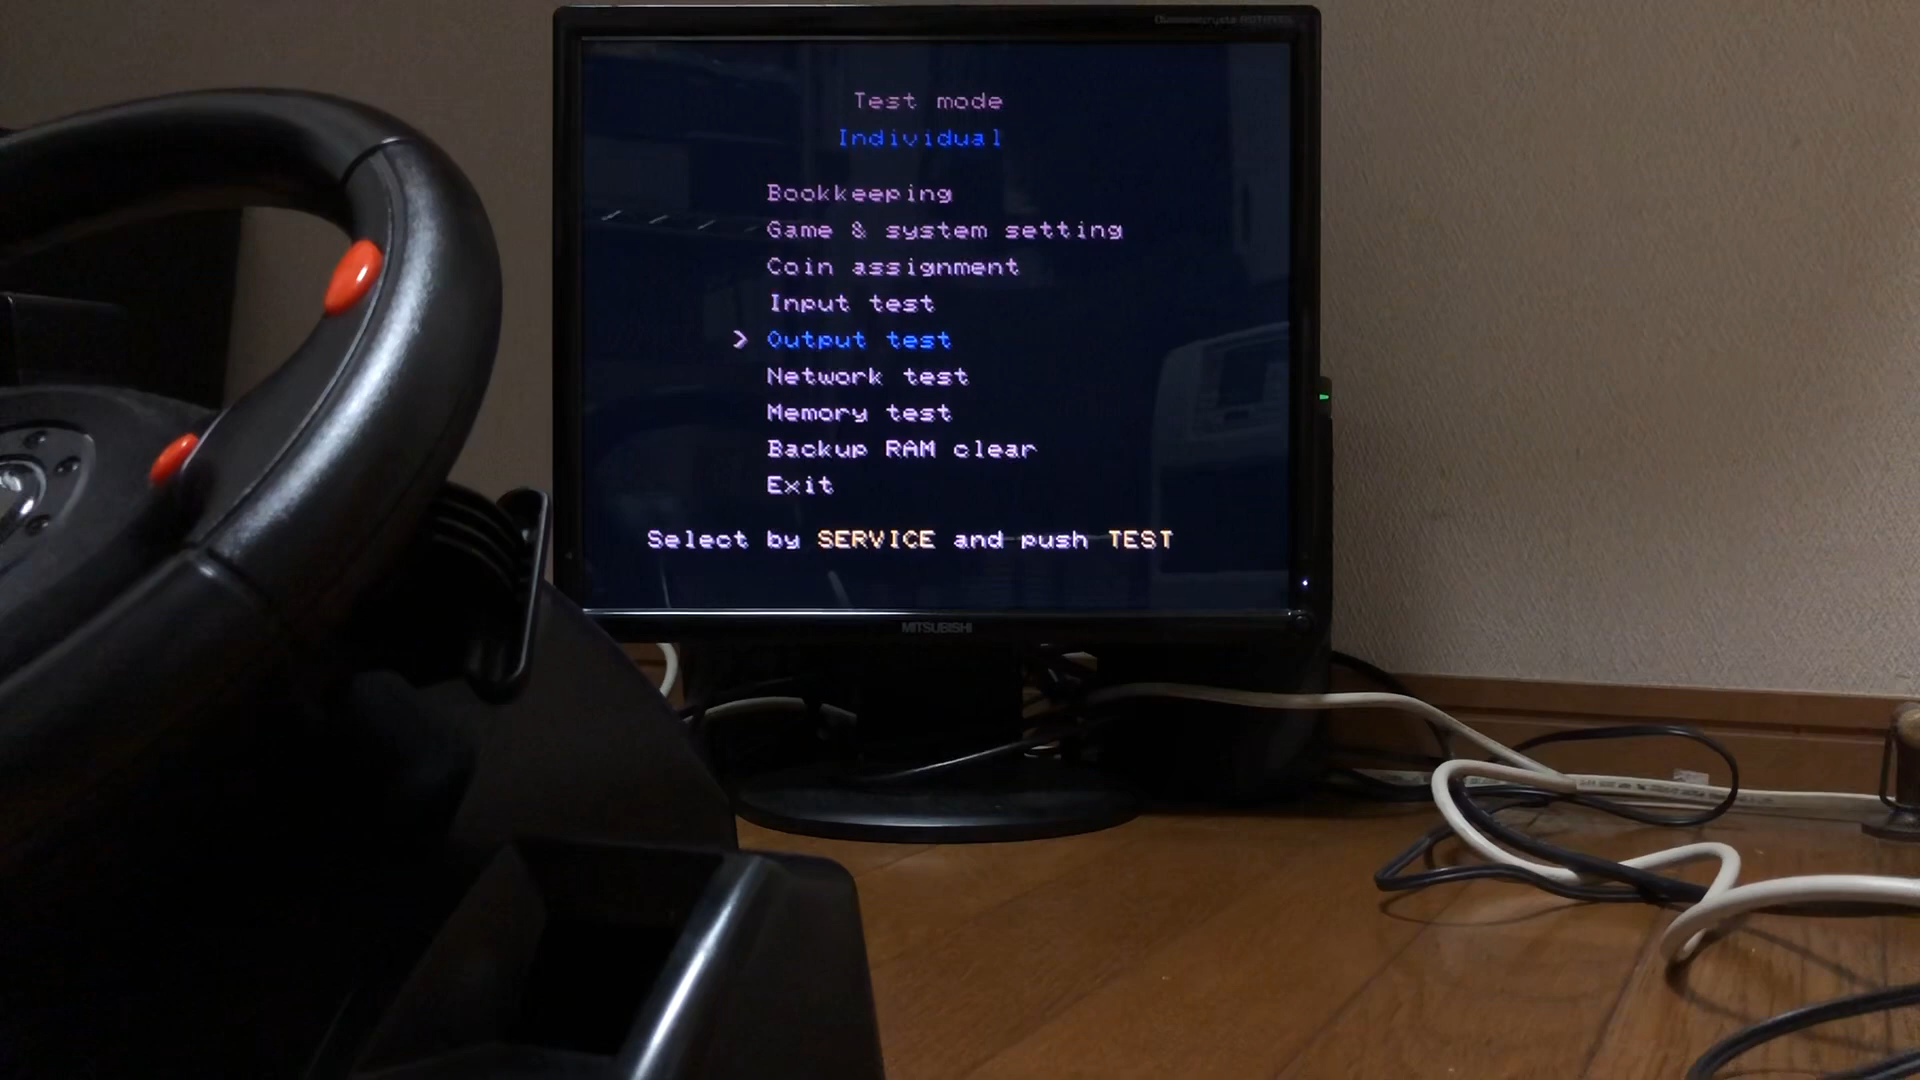 Test mode
Individual
Bookkeeping
Game & system setting
Coin assignment
Input test
> Output test
Network test
Memory test
Backup RAM clear
Exit
Select by SERVICE and push TEST
MITSUBISHI